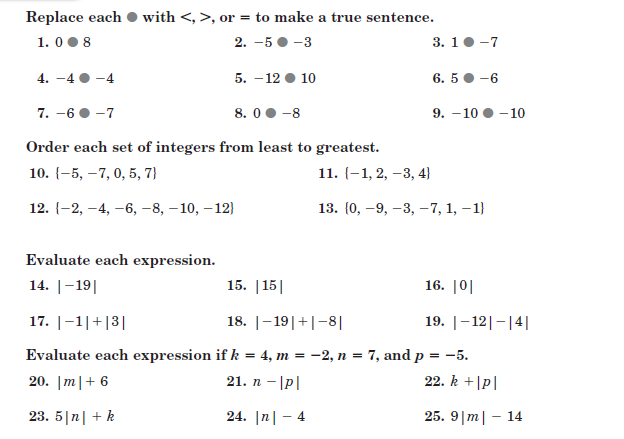 Replace each ● with <, >, or = to make a true sentence.
1. 0 ● 8 2. −5 ● −3 3. 1 ● −7
4. −4 ● −4 5. −12 ● 10 6. 5 ● −6
7. −6 ● −7 8. 0 ● −8 9. −10 ● −10
Order each set of integers from least to greatest.
10. {−5, −7, 0, 5, 7} 11. {−1, 2, −3, 4}
12. {−2, −4, −6, −8, −10, −12} 13. {0, −9, −3, −7, 1, −1}
Evaluate each expression.
14. |−19| 15. |15| 16. |0|
17. |−1|+|3| 18. |−19|+|−8| 19. |−12|−|4|
Evaluate each expression if k = 4, m = −2, n = 7, and p = −5.
20. |m|+ 6 21. n −|p| 22. k +|p|
23. 5|n| + k 24. |n| − 4 25. 9|m| − 14